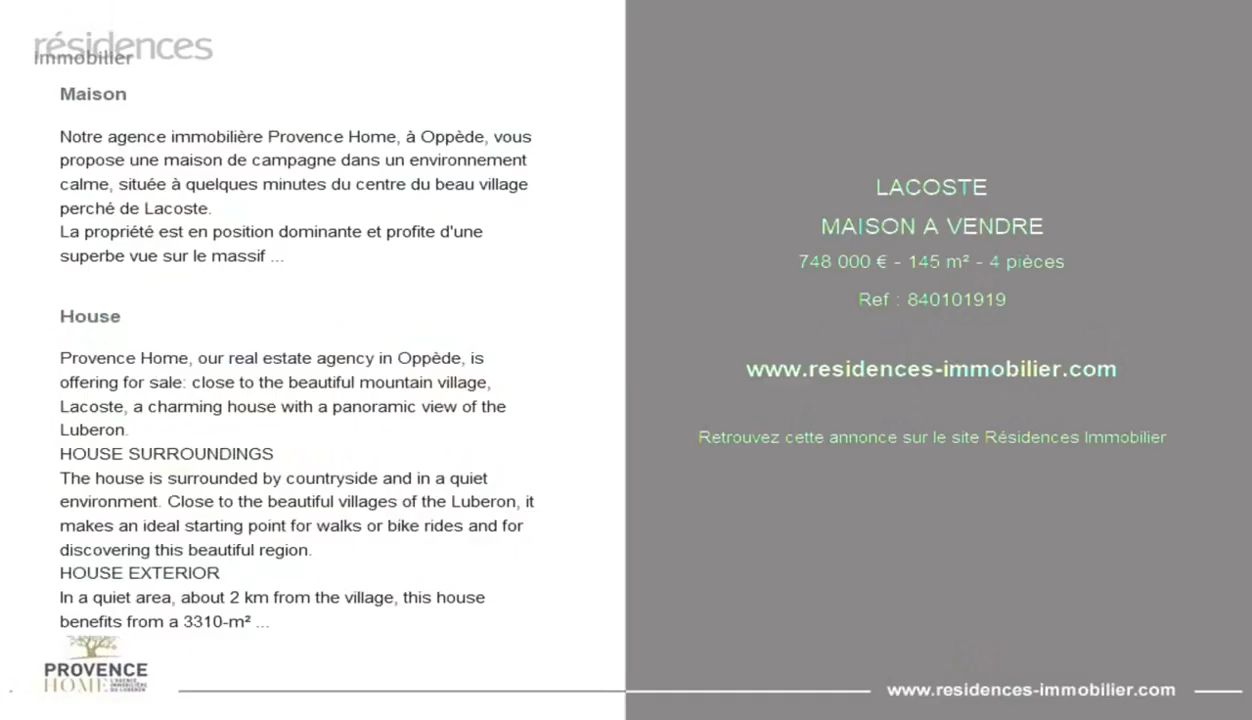 résidences
immobilier
Maison
Notre agence immobilière Provence Home, à Oppède, vous
propose une maison de campagne dans un environnement
calme, située à quelques minutes du centre du beau village
perché de Lacoste.
La propriété est en position dominante et profite d'une
superbe vue sur le massif ...
House
Provence Home, our real estate agency in Oppède, is
offering for sale: close to the beautiful mountain village,
Lacoste, a charming house with a panoramic view of the
Luberon.
HOUSE SURROUNDINGS
The house is surrounded by countryside and in a quiet
environment. Close to the beautiful villages of the Luberon, it
makes an ideal starting point for walks or bike rides and for
discovering this beautiful region.
HOUSE EXTERIOR
In a quiet area, about 2 km from the village, this house
benefits from a 3310-m² ...
PROVENCE
HOME L'AGENCE
IMMOBILIÈRE
DU LUBERON
LACOSTE
MAISON A VENDRE
748 000 € - 145 m² - 4 pièces
Ref : 840101919
www.residences-immobilier.com
Retrouvez cette annonce sur le site Résidences Immobilier
www.residences-immobilier.com